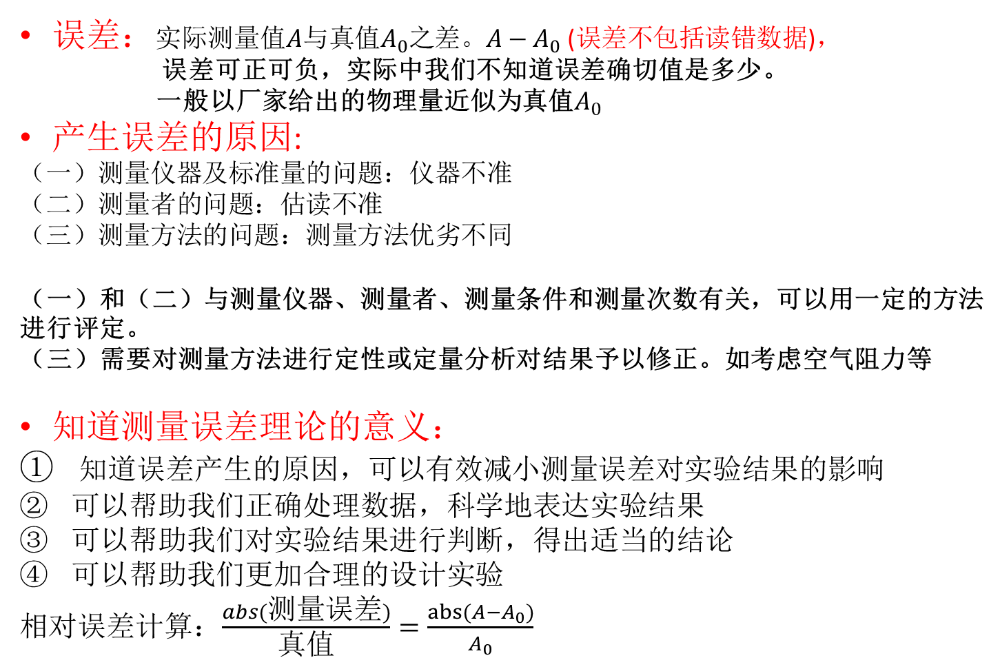 • 误差：实际测量值A与真值A₀之差。A − A₀ (误差不包括读错数据)，
误差可正可负，实际中我们不知道误差确切值是多少。
一般以厂家给出的物理量近似为真值A₀
• 产生误差的原因:
（一）测量仪器及标准量的问题：仪器不准
（二）测量者的问题：估读不准
（三）测量方法的问题：测量方法优劣不同
（一）和（二）与测量仪器、测量者、测量条件和测量次数有关，可以用一定的方法
进行评定。
（三）需要对测量方法进行定性或定量分析对结果予以修正。如考虑空气阻力等
• 知道测量误差理论的意义：
① 知道误差产生的原因，可以有效减小测量误差对实验结果的影响
② 可以帮助我们正确处理数据，科学地表达实验结果
③ 可以帮助我们对实验结果进行判断，得出适当的结论
④ 可以帮助我们更加合理的设计实验
相对误差计算：abs(测量误差)/真值 = abs(A−A₀)/A₀